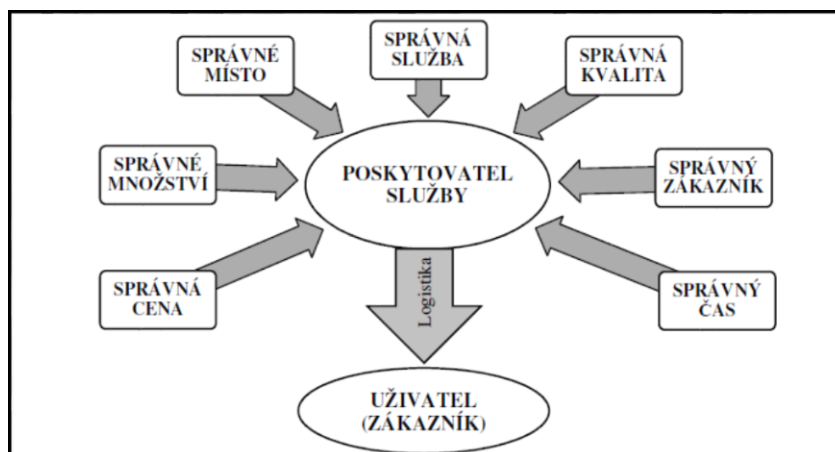 SPRÁVNÉ
MÍSTO
SPRÁVNÁ
SLUŽBA
SPRÁVNÁ
KVALITA
SPRÁVNÉ
MNOŽSTVÍ
POSKYTOVATEL
SLUŽBY
SPRÁVNÝ
ZÁKAZNÍK
SPRÁVNÁ
CENA
Logistika
SPRÁVNÝ
ČAS
UŽIVATEL
(ZÁKAZNÍK)